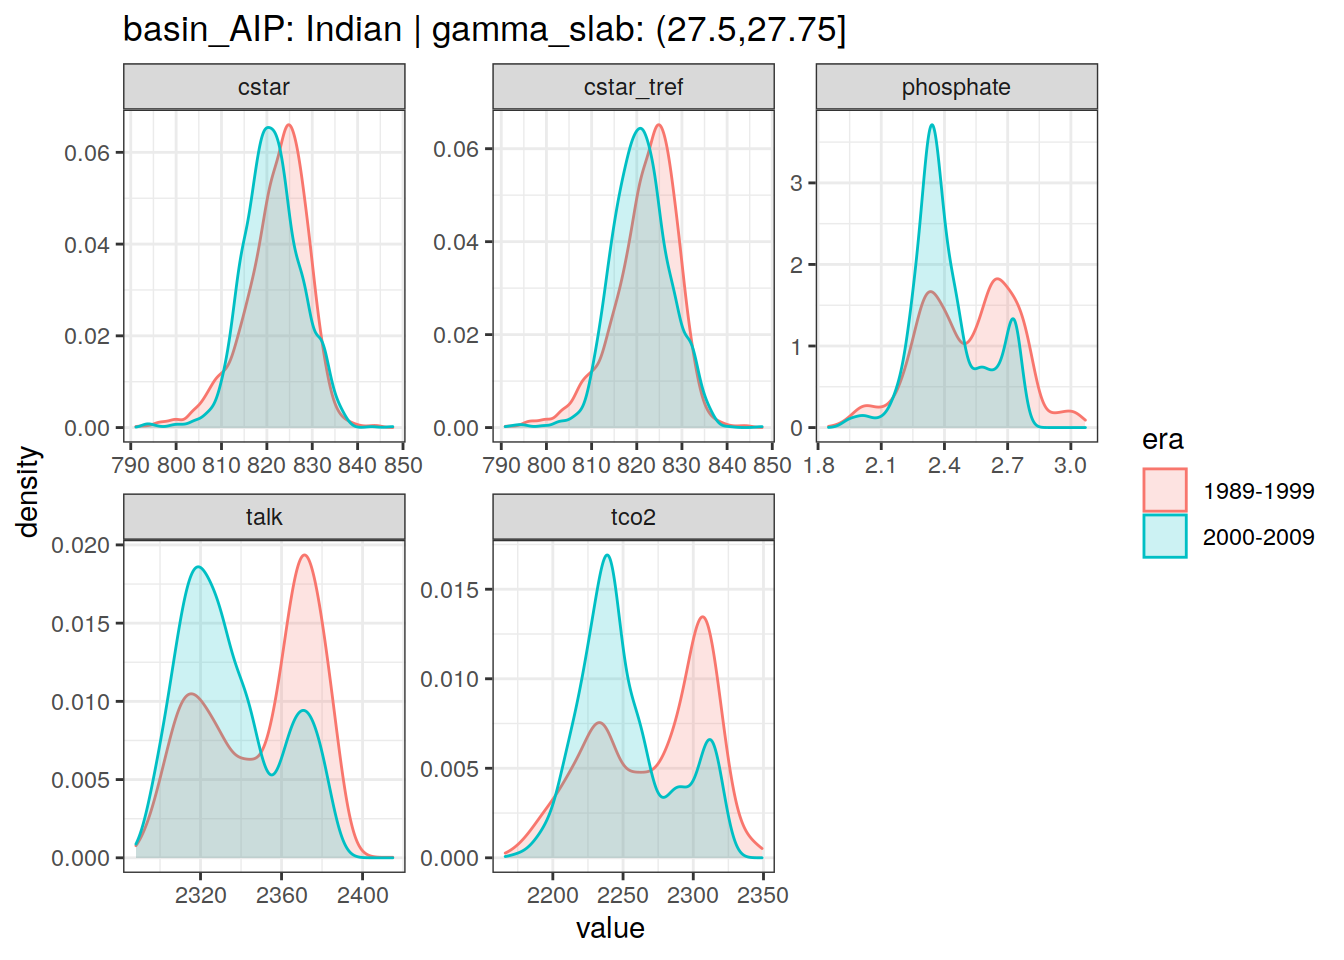 basin_AIP: Indian | gamma_slab: (27.5,27.75]
cstar
cstar_tref
phosphate
0.06
0.04
0.02
0.00
790 800 810 820 830 840 850
0.06
0.04
0.02
0.00
790 800 810 820 830 840 850
3
2
1
0
1.8 2.1 2.4 2.7 3.0
density
talk
tco2
0.020
0.015
0.010
0.005
0.000
2320 2360 2400
0.015
0.010
0.005
0.000
2200 2250 2300 2350
value
era
1989-1999
2000-2009